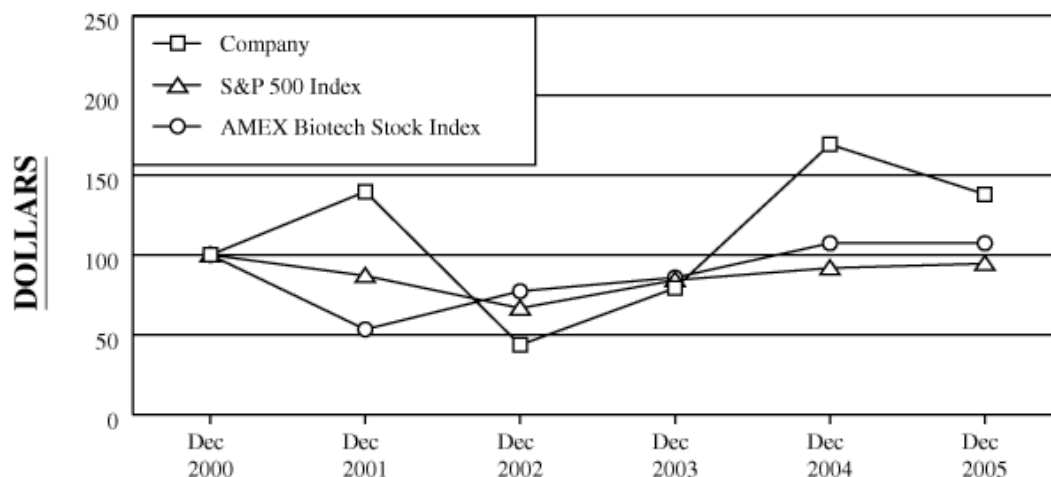 250
200
150
100
50
0
DOLLARS
Company
S&P 500 Index
AMEX Biotech Stock Index
Dec
2000
Dec
2001
Dec
2002
Dec
2003
Dec
2004
Dec
2005